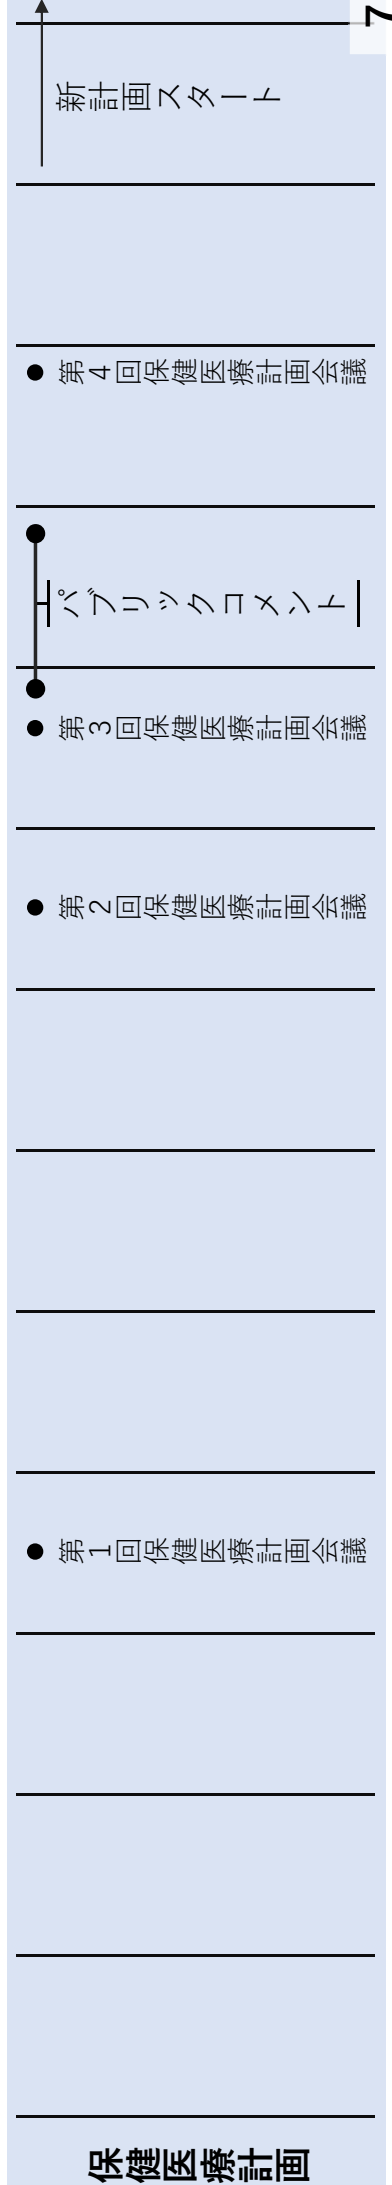 保健医療計画
第1回保健医療計画会議
第2回保健医療計画会議
第3回保健医療計画会議
パブリックコメント
第4回保健医療計画会議
新計画スタート
7